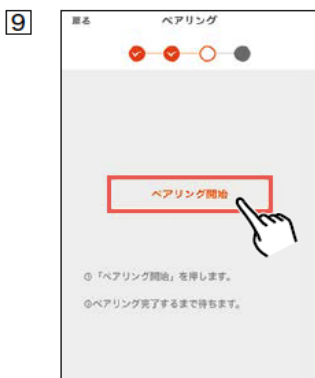 9
戻る ペアリング
ペアリング開始
①「ペアリング開始」を押します。
②ペアリング完了するまで待ちます。